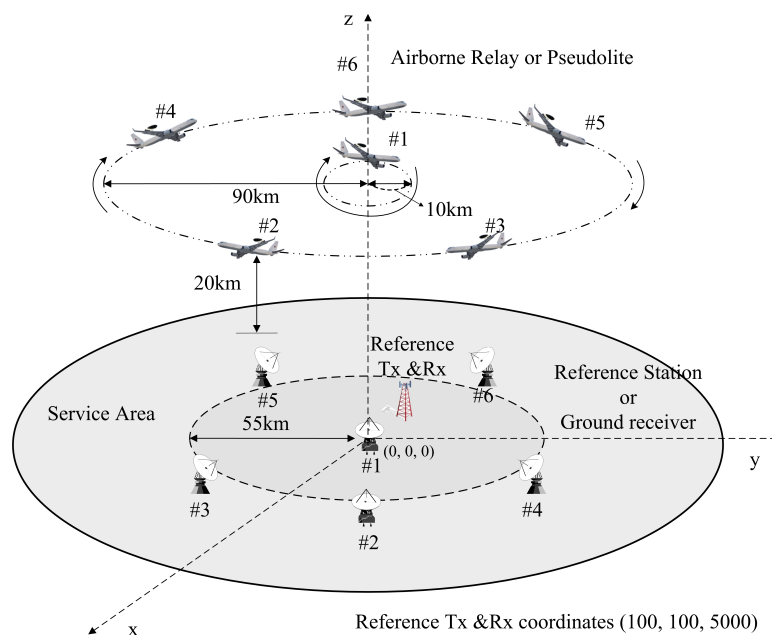 z
#6
Airborne Relay or Pseudolite
#4
#5
#1
90km
10km
#2
#3
20km
Reference
Tx &Rx
#5
#6
Reference Station
or
Ground receiver
Service Area
55km
(0, 0, 0)
#1
y
#3
#4
#2
x
Reference Tx &Rx coordinates (100, 100, 5000)